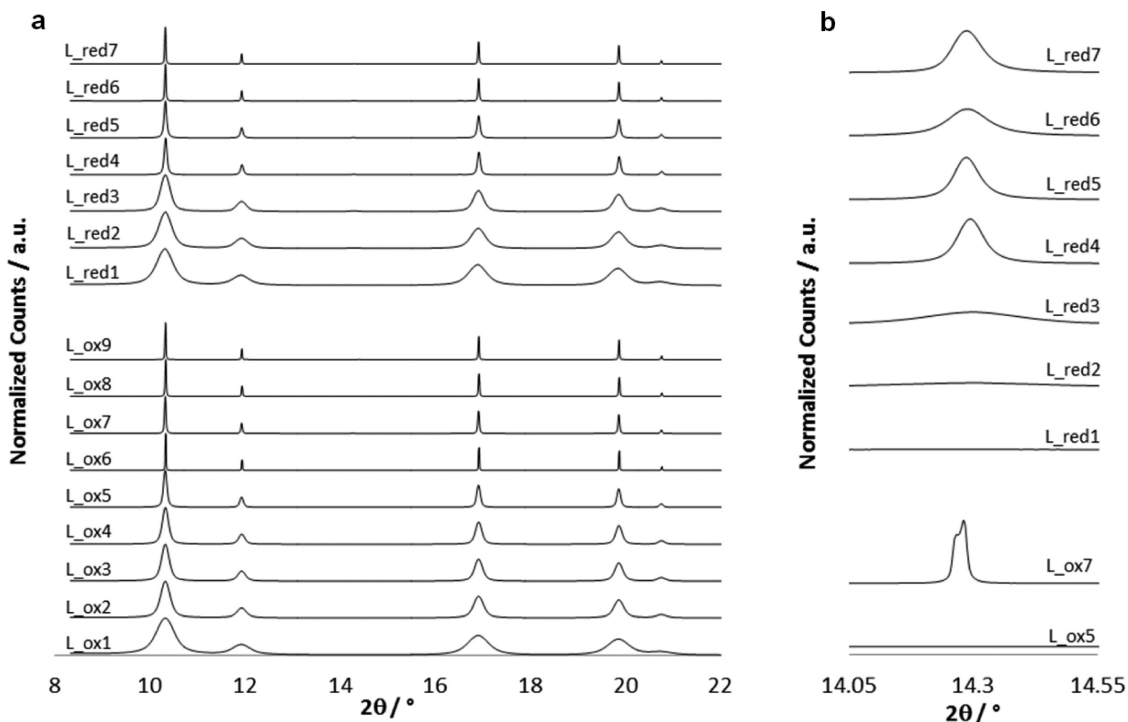 a
Normalized Counts / a.u.
L_red7
L_red6
L_red5
L_red4
L_red3
L_red2
L_red1
L_ox9
L_ox8
L_ox7
L_ox6
L_ox5
L_ox4
L_ox3
L_ox2
L_ox1
8 10 12 14 16 18 20 22
2θ / °
b
Normalized Counts / a.u.
L_red7
L_red6
L_red5
L_red4
L_red3
L_red2
L_red1
L_ox7
L_ox5
14.05 14.3 14.55
2θ / °